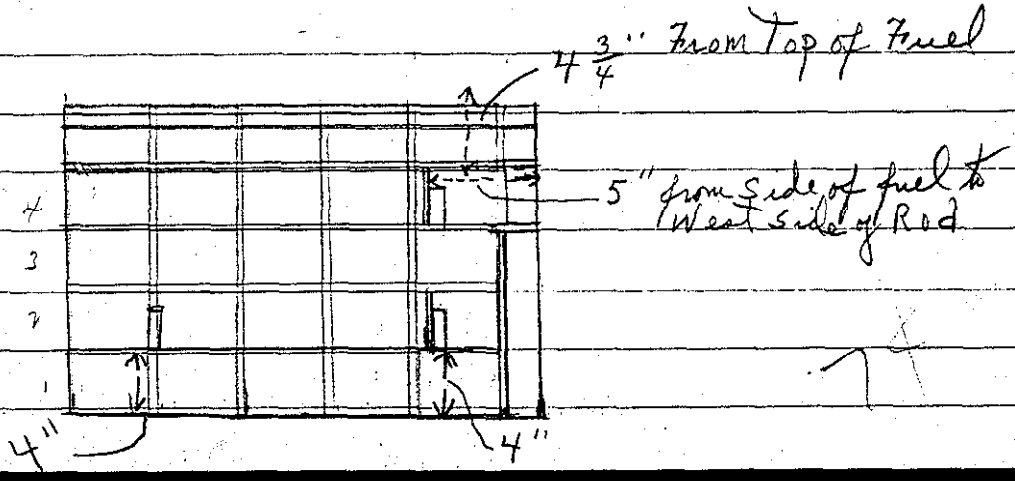 4 3/4" From Top of Fuel
5" from side of fuel to
West side of Rod
4
3
2
1
4"
4"